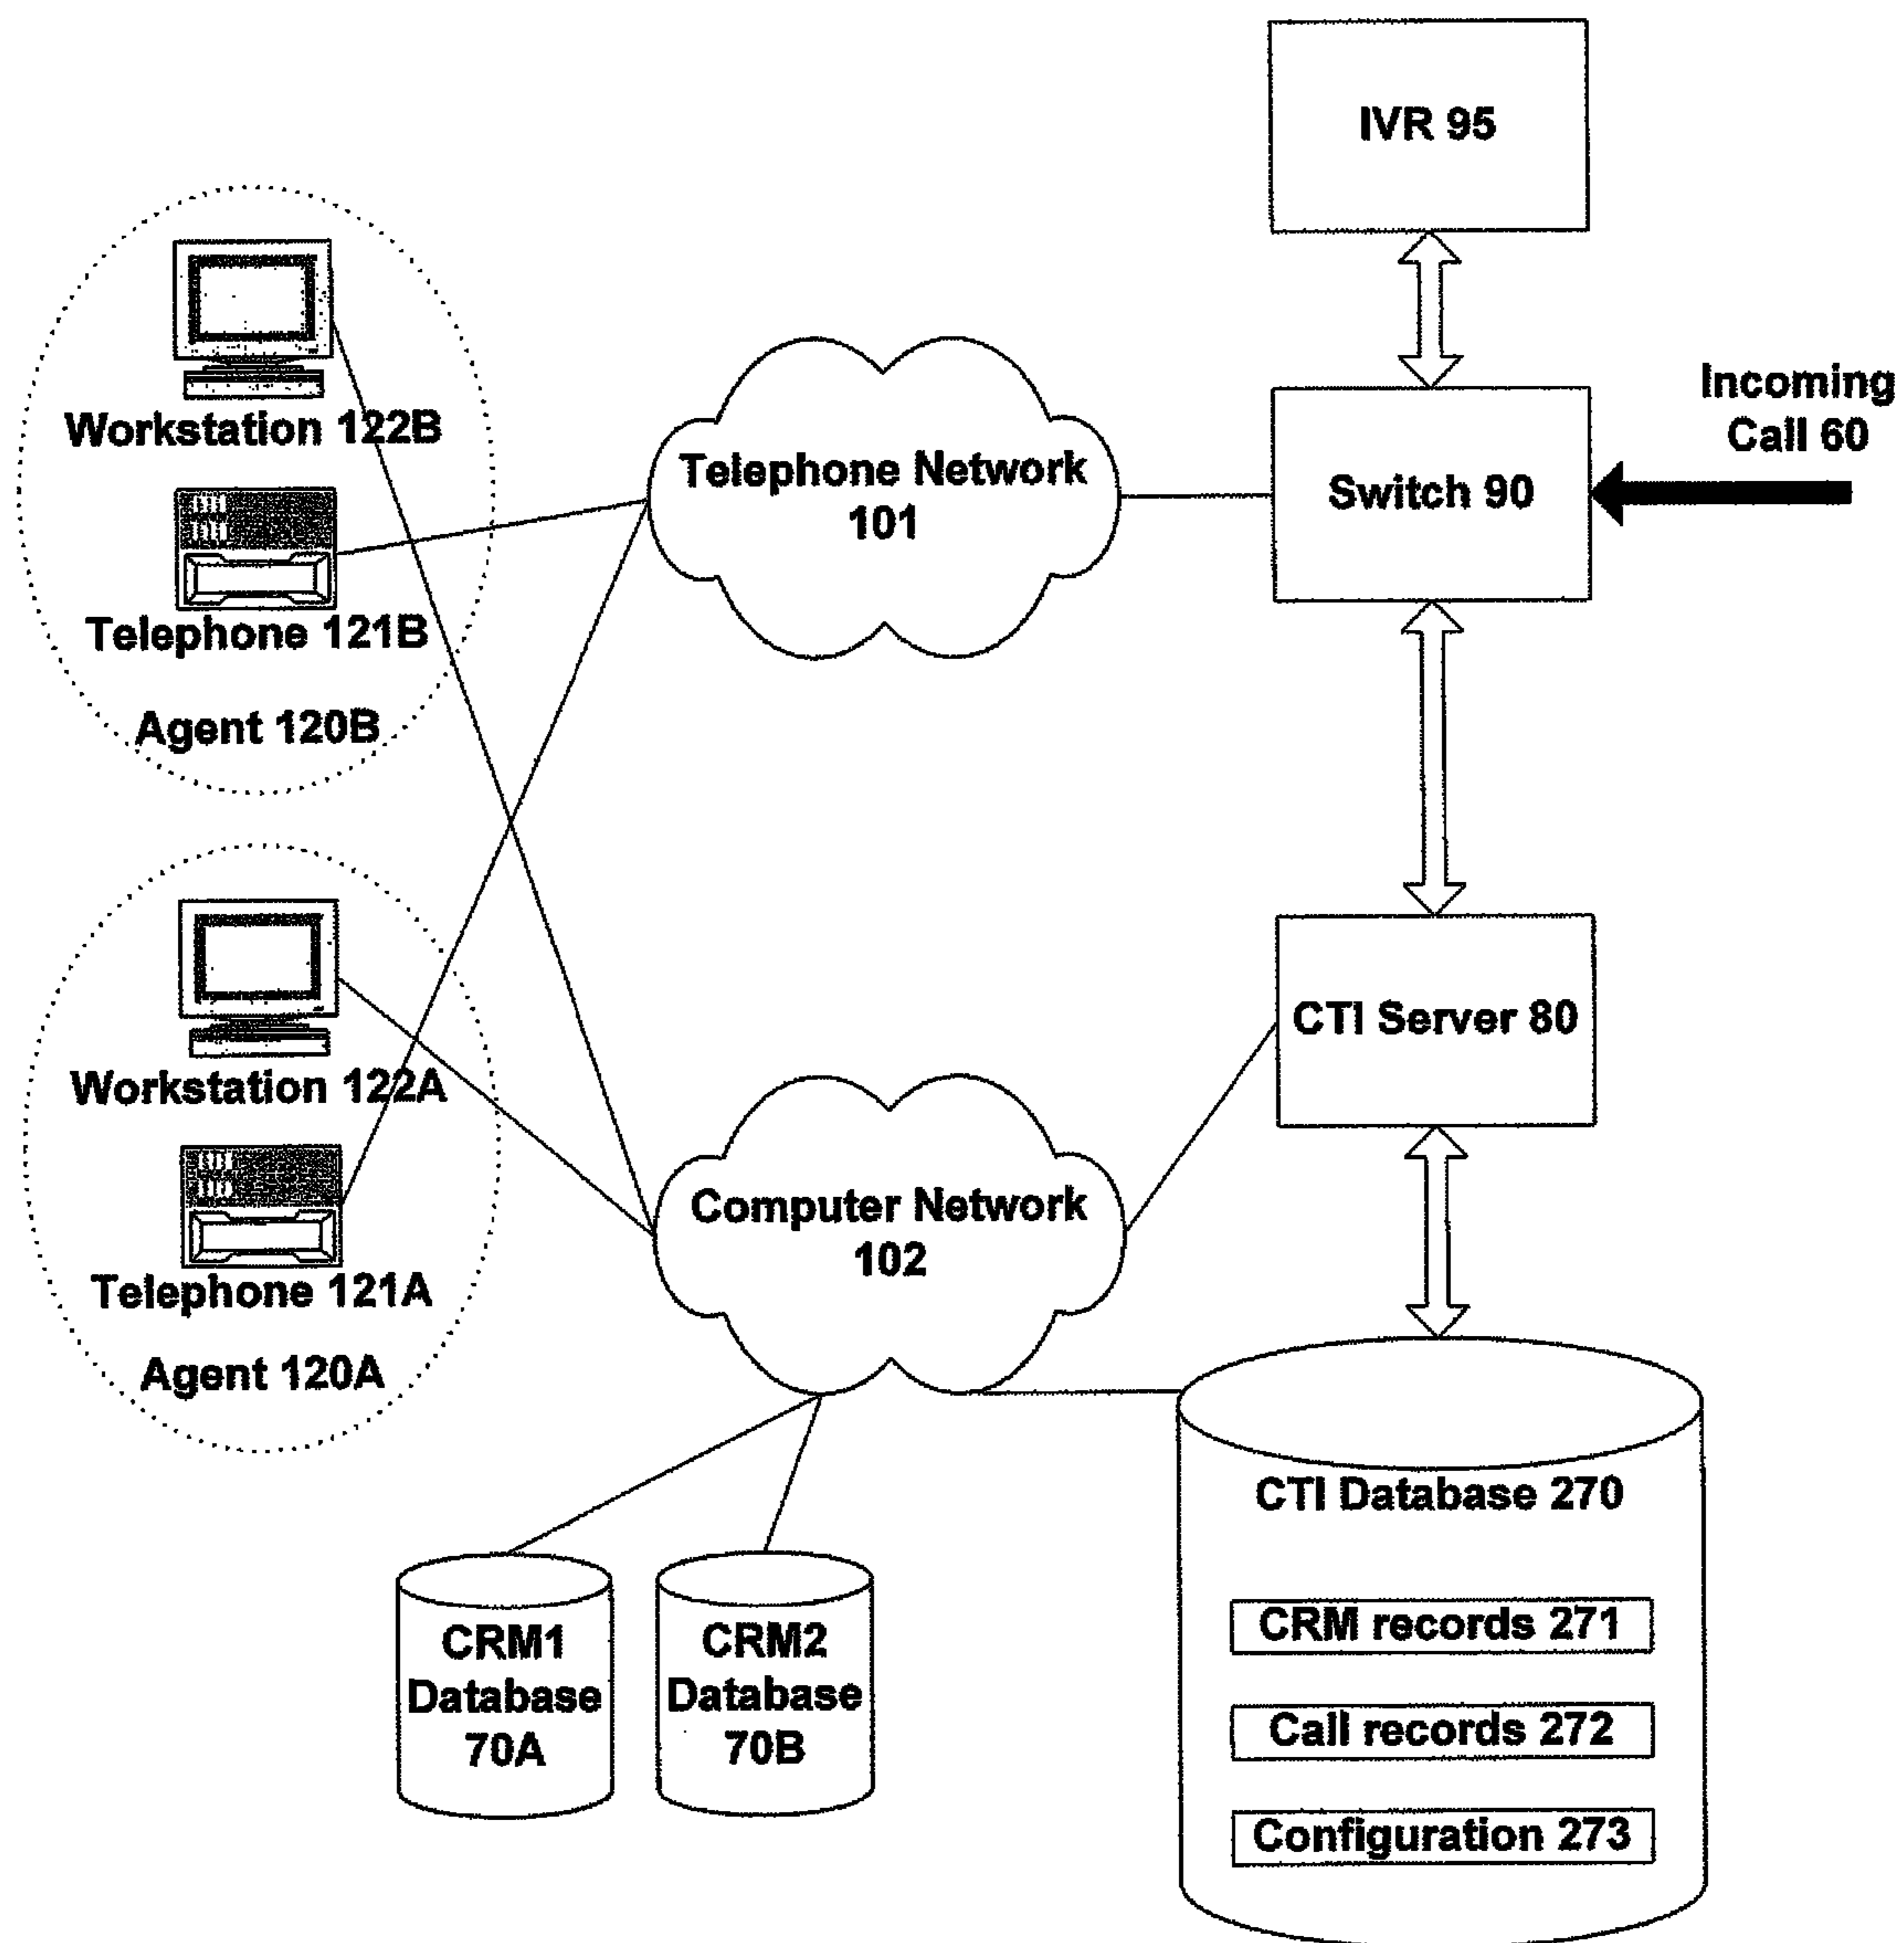 IVR 95
Incoming
Call 60
Switch 90
Telephone Network
101
Workstation 122B
Telephone 121B
Agent 120B
CTI Server 80
Workstation 122A
Telephone 121A
Agent 120A
Computer Network
102
CTI Database 270
CRM records 271
Call records 272
Configuration 273
CRM1
Database
70A
CRM2
Database
70B